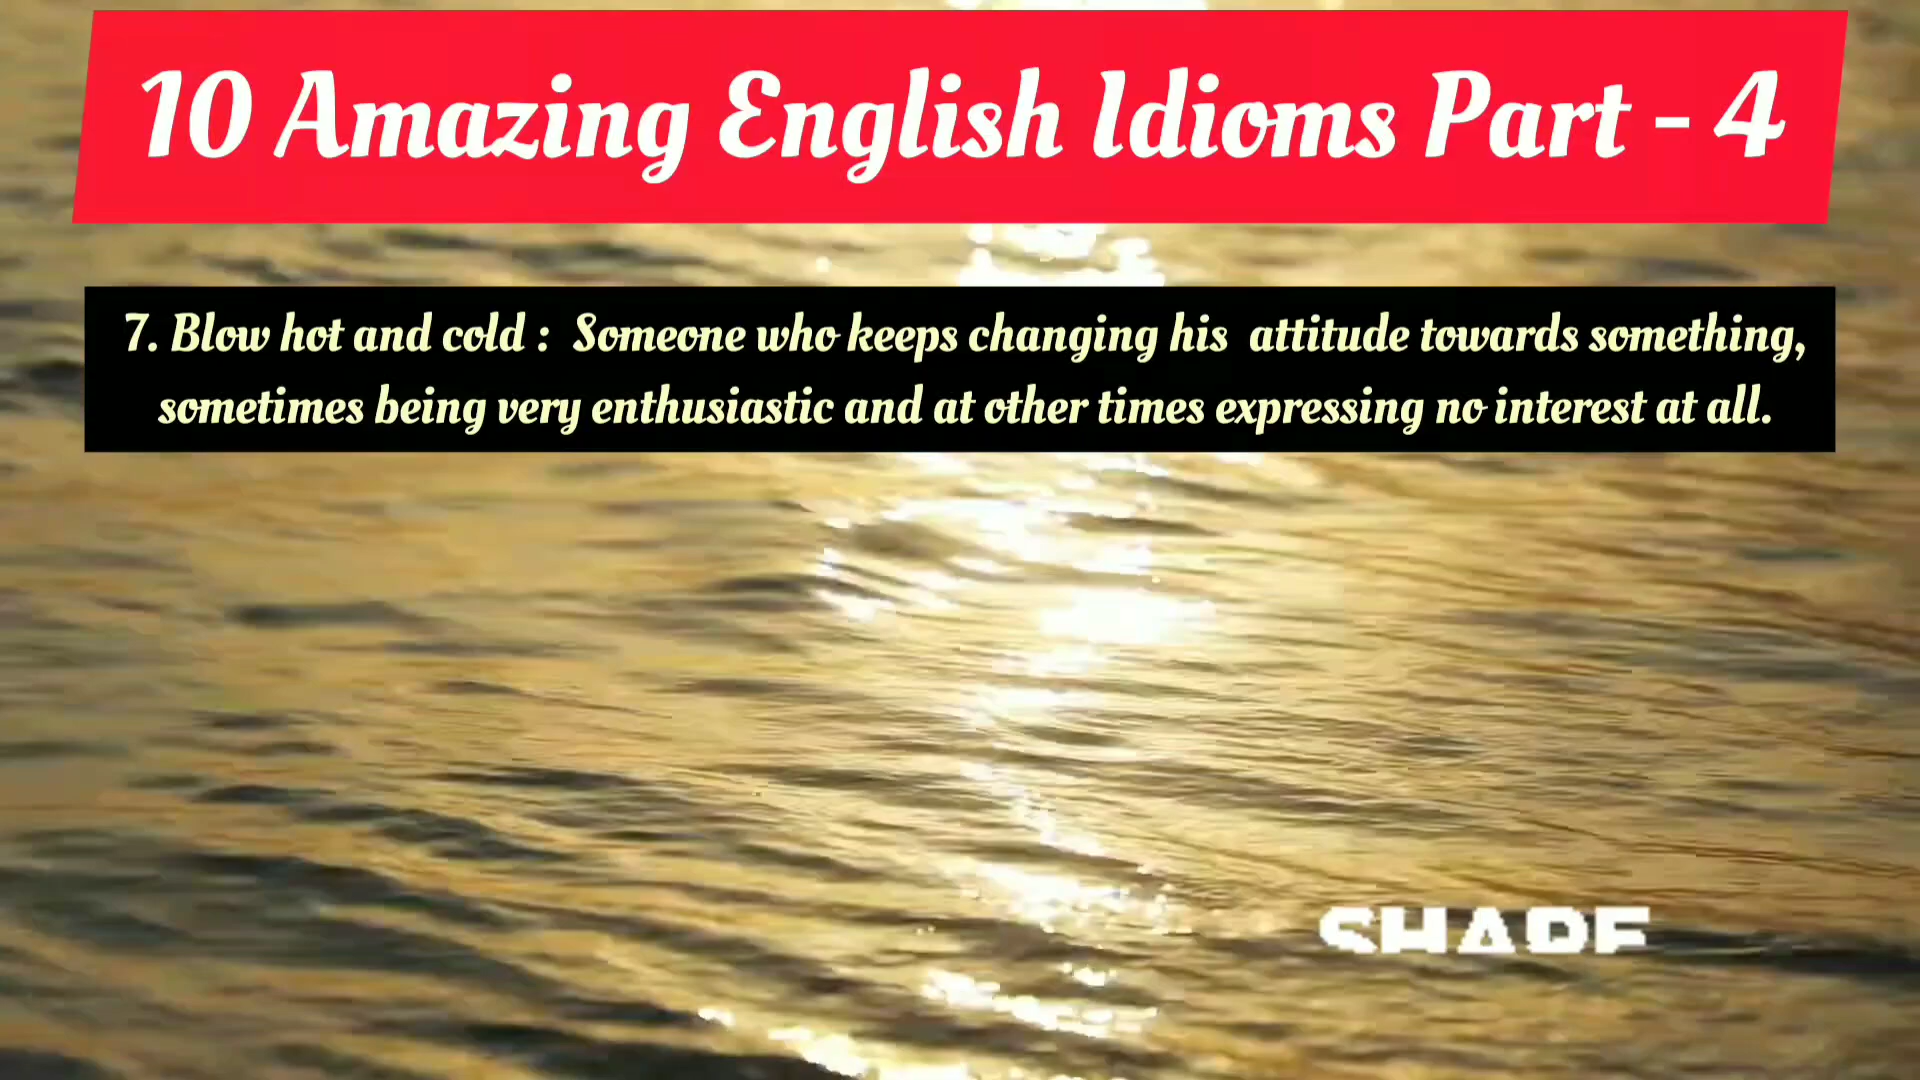 10 Amazing English Idioms Part - 4
7. Blow hot and cold :  Someone who keeps changing his  attitude towards something,
sometimes being very enthusiastic and at other times expressing no interest at all.
SHARE